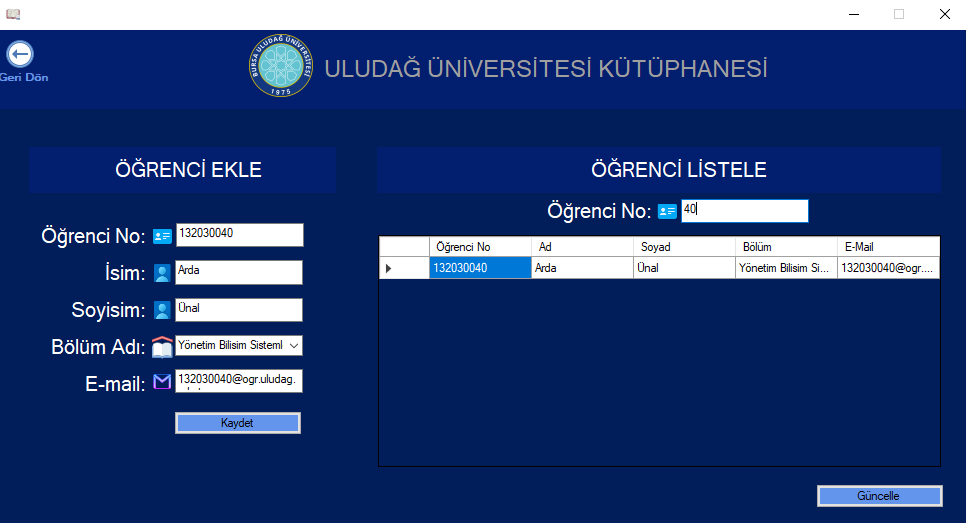 Geri Dön
BURSA ULUDAĞ ÜNİVERSİTESİ
1975
ULUDAĞ ÜNİVERSİTESİ KÜTÜPHANESİ
ÖĞRENCİ EKLE
Öğrenci No: 132030040
İsim: Arda
Soyisim: Ünal
Bölüm Adı: Yönetim Bilisim Sisteml
E-mail: 132030040@ogr.uludag.
Kaydet
ÖĞRENCİ LİSTELE
Öğrenci No: 40
Öğrenci No Ad Soyad Bölüm E-Mail
132030040 Arda Ünal Yönetim Bilisim Si... 132030040@ogr....
Güncelle